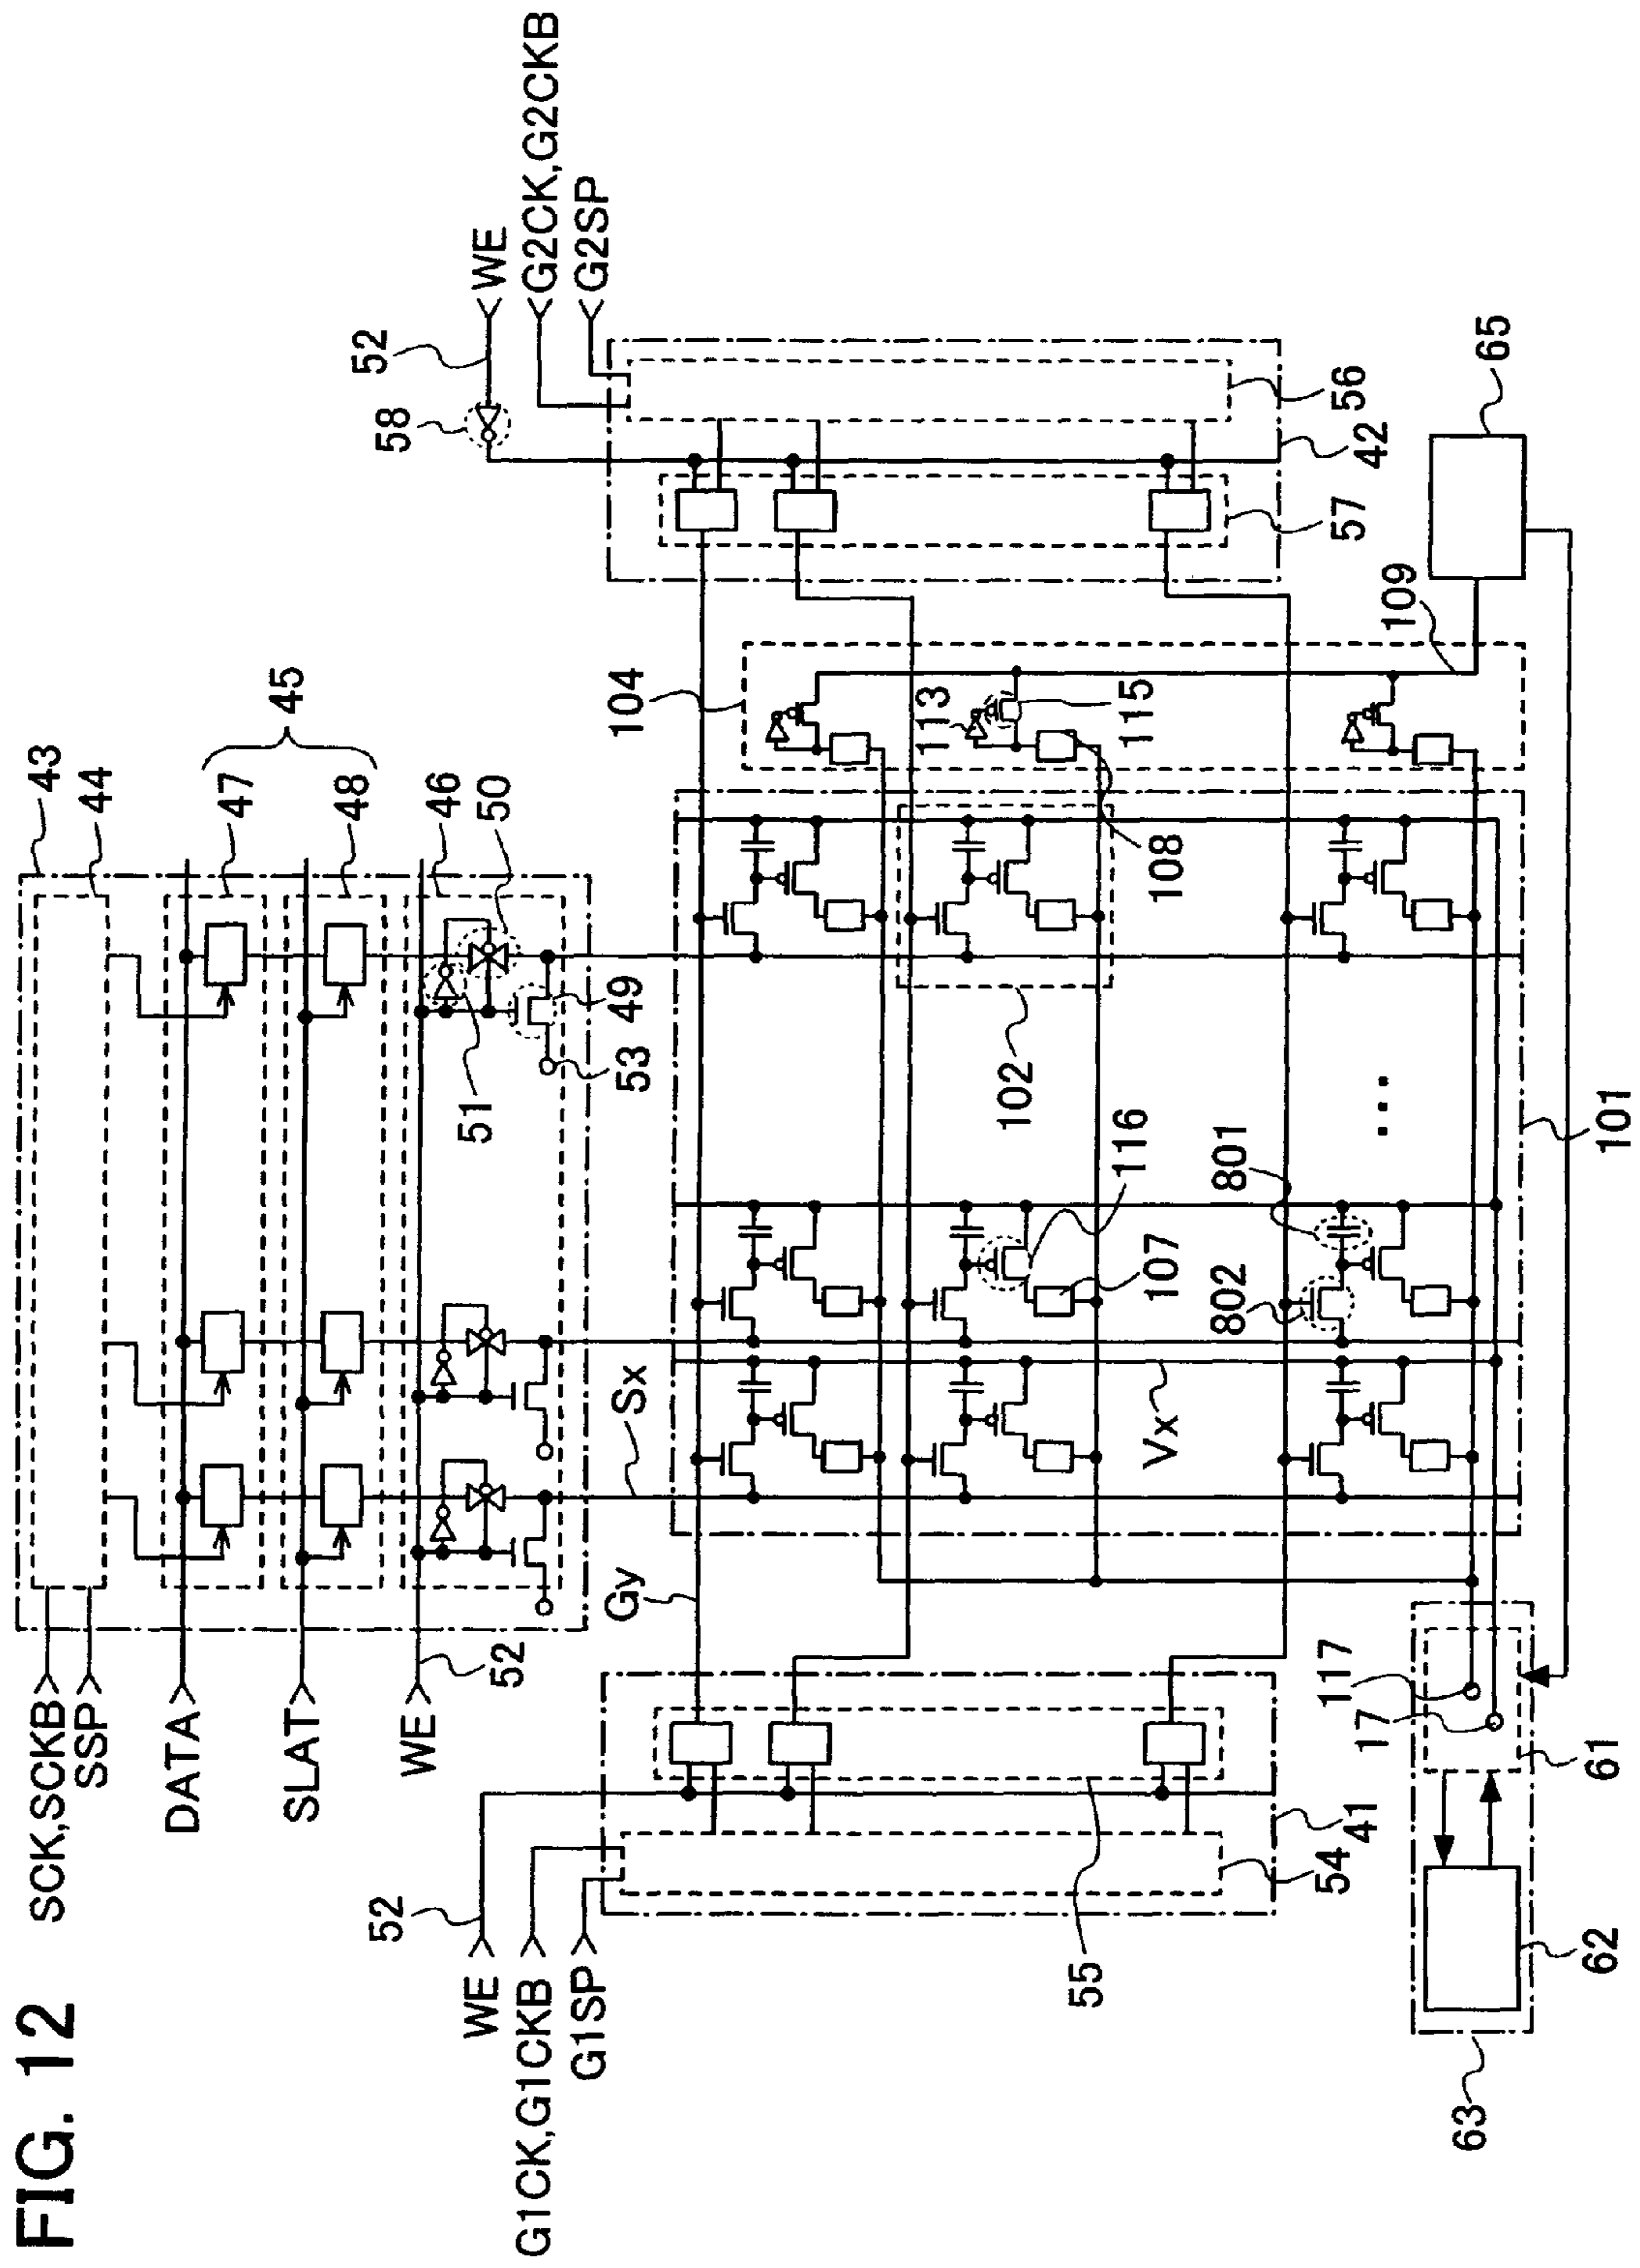 FIG. 12
SCK,SCKB
SSP
DATA
SLAT
WE
52
43
44
45
47
48
46
50
51
49
53
52
WE
G2CK,G2CKB
G2SP
58
52
WE
G1CK,G1CKB
G1SP
Gy
Sx
Vx
104
113
115
108
109
102
116
107
801
802
...
101
56
42
57
65
55
54
41
117
17
61
62
63